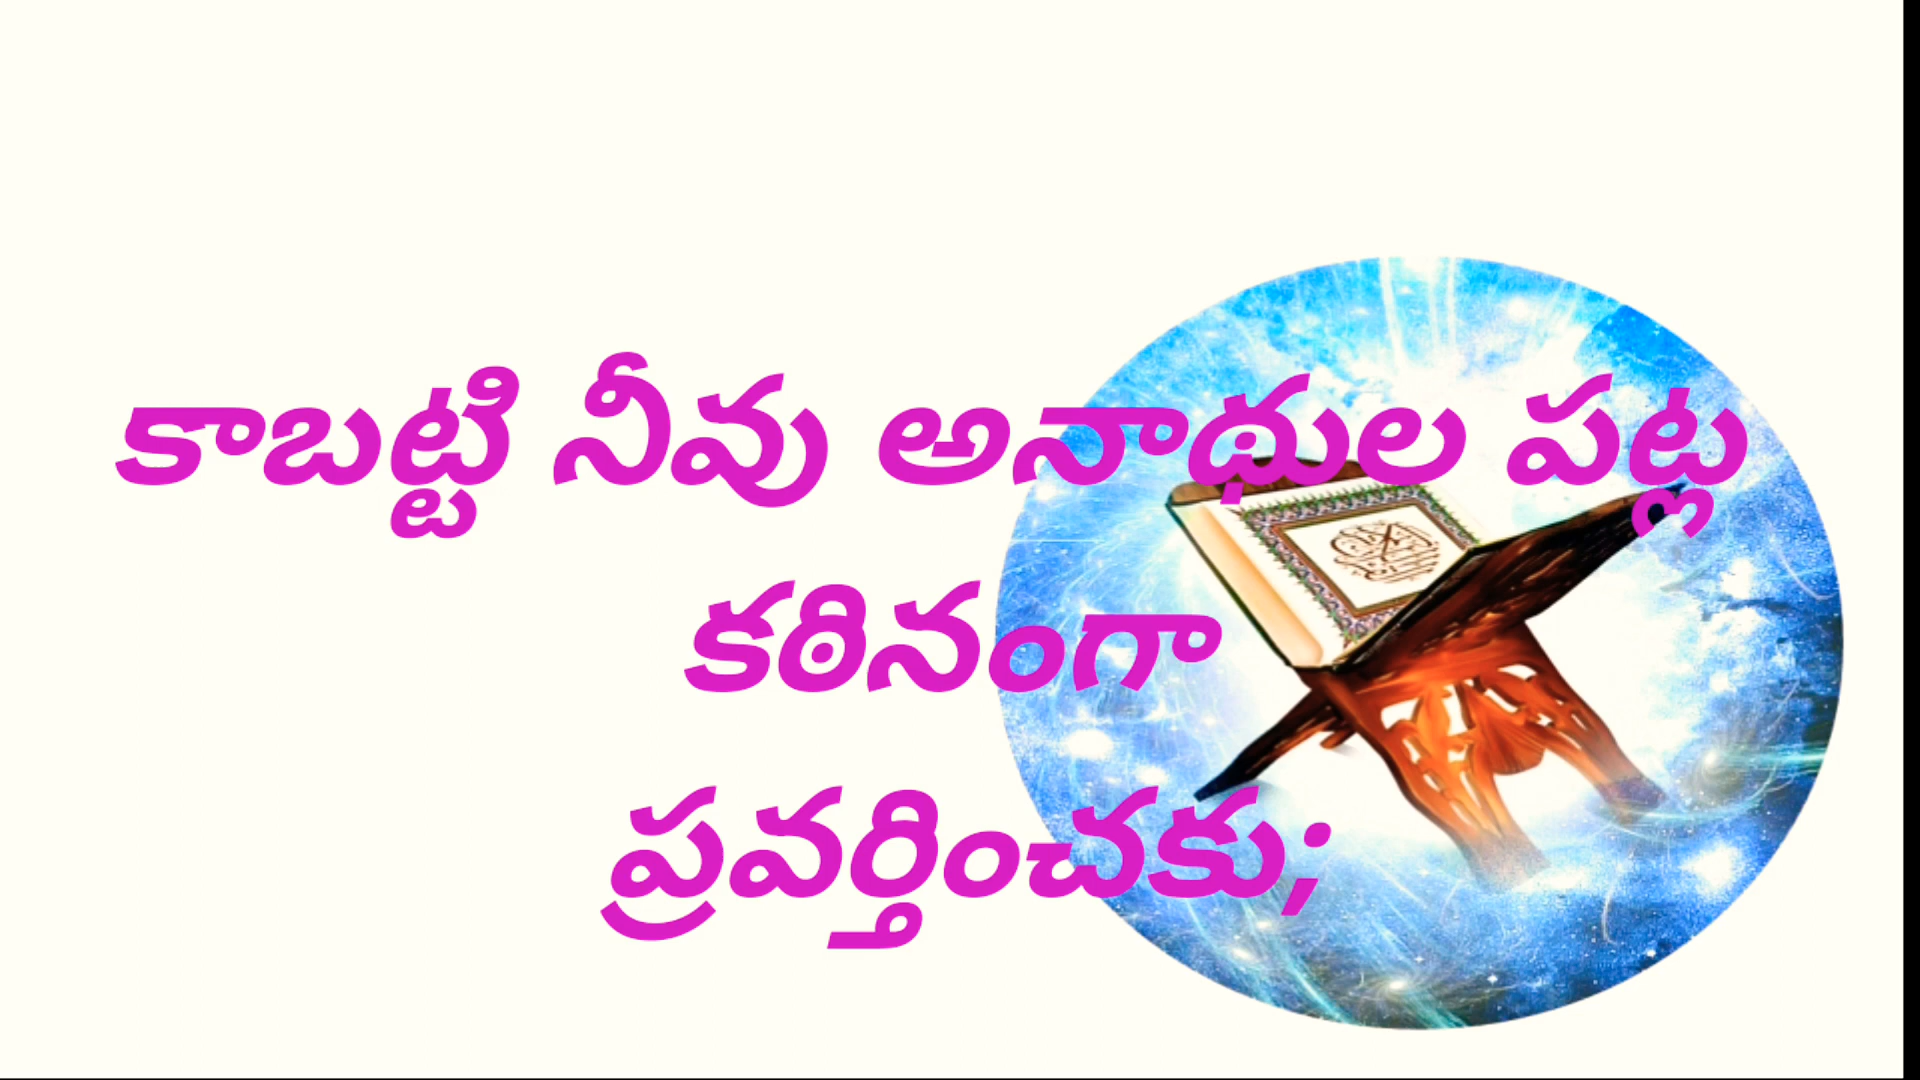 కాబట్టి నీవు అనాథుల పట్ల
కఠినంగా
ప్రవర్తించకు;